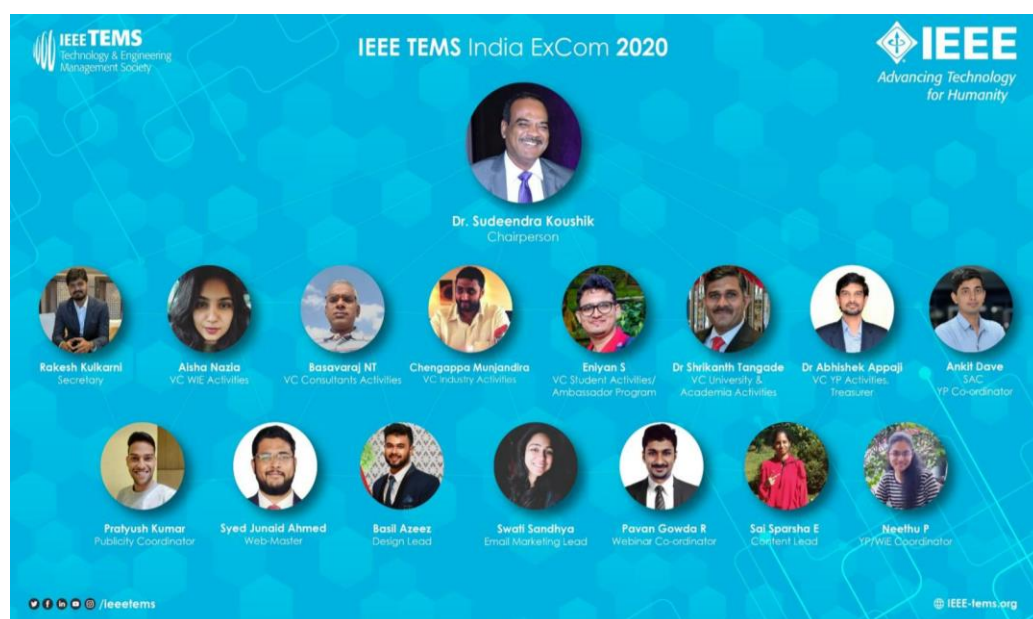 IEEE TEMS
Technology & Engineering
Management Society
IEEE TEMS India ExCom 2020
IEEE
Advancing Technology
for Humanity
Dr. Sudeendra Koushik
Chairperson
Rakesh Kulkarni
Secretary
Aisha Nazia
VC WIE Activities
Basavaraj NT
VC Consultants Activities
Chengappa Munjandira
VC Industry Activities
Eniyan S
VC Student Activities/
Ambassador Program
Dr Shrikanth Tangade
VC University &
Academia Activities
Dr Abhishek Appaji
VC YP Activities,
Treasurer
Ankit Dave
SAC
YP Co-ordinator
Pratyush Kumar
Publicity Coordinator
Syed Junaid Ahmed
Web-Master
Basil Azeez
Design Lead
Swati Sandhya
Email Marketing Lead
Pavan Gowda R
Webinar Co-ordinator
Sai Sparsha E
Content Lead
Neethu P
YP/WIE Coordinator
/ieeetems
IEEE-tems.org